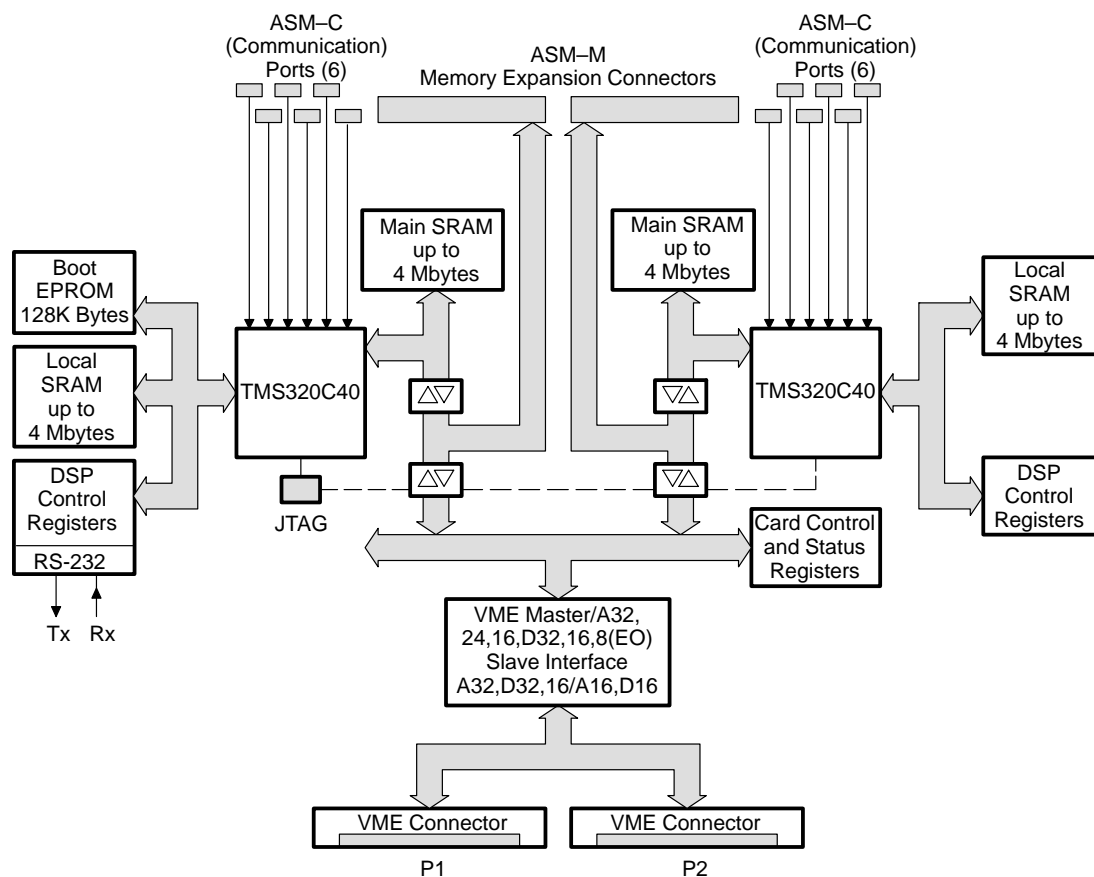 ASM–C
(Communication)
Ports (6)
ASM–M
Memory Expansion Connectors
ASM–C
(Communication)
Ports (6)
Main SRAM
up to
4 Mbytes
Main SRAM
up to
4 Mbytes
Boot
EPROM
128K Bytes
Local
SRAM
up to
4 Mbytes
Local
SRAM
up to
4 Mbytes
TMS320C40
TMS320C40
DSP
Control
Registers
RS-232
Tx
Rx
JTAG
DSP
Control
Registers
Card Control
and Status
Registers
VME Master/A32,
24,16,D32,16,8(EO)
Slave Interface
A32,D32,16/A16,D16
VME Connector
VME Connector
P1
P2